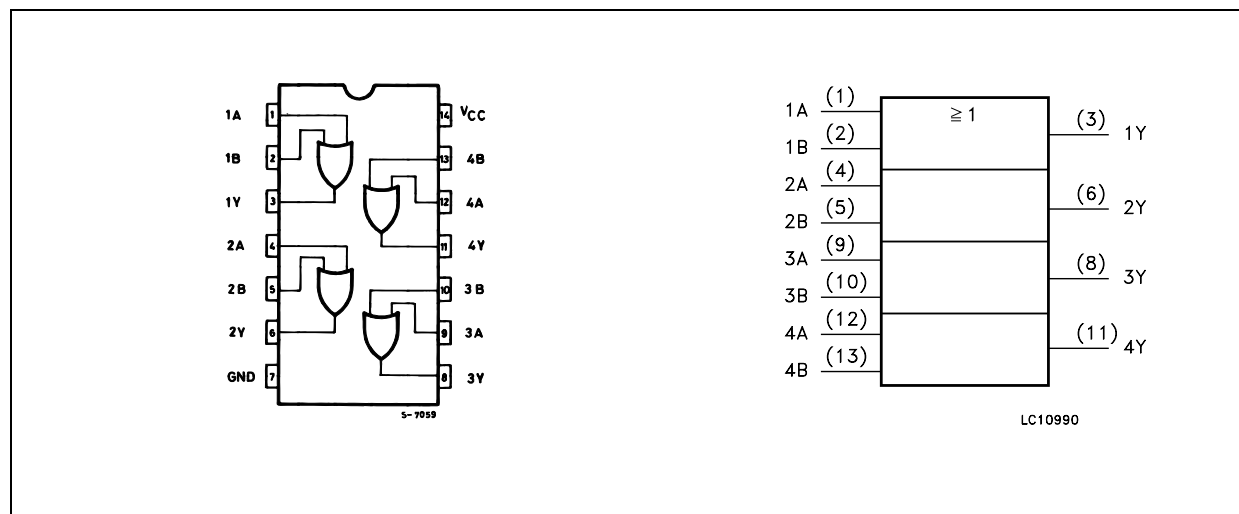 1A 1 14 VCC
1B 2 13 4B
1Y 3 12 4A
2A 4 11 4Y
2B 5 10 3B
2Y 6 9 3A
GND 7 8 3Y
S-7059
1A (1) ≧1 (3) 1Y
1B (2)
2A (4) (6) 2Y
2B (5)
3A (9) (8) 3Y
3B (10)
4A (12) (11) 4Y
4B (13)
LC10990